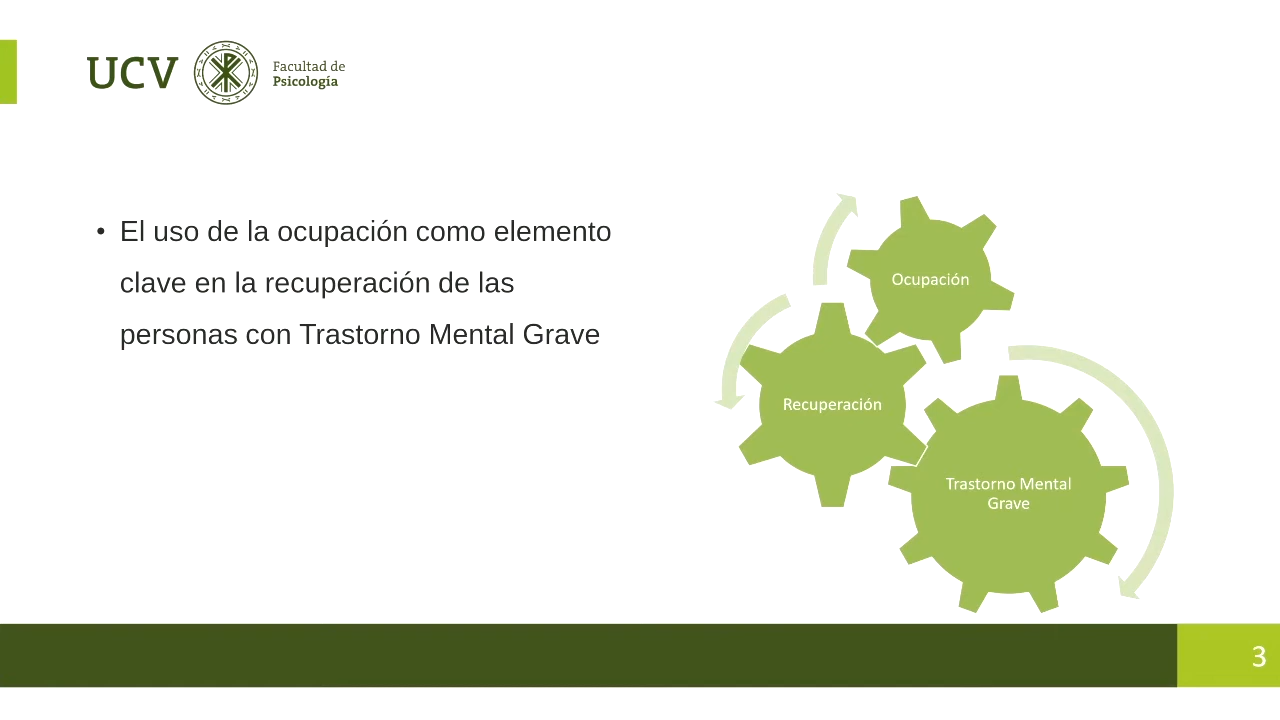 UCV
Facultad de
Psicología
• El uso de la ocupación como elemento
clave en la recuperación de las
personas con Trastorno Mental Grave
Ocupación
Recuperación
Trastorno Mental
Grave
3